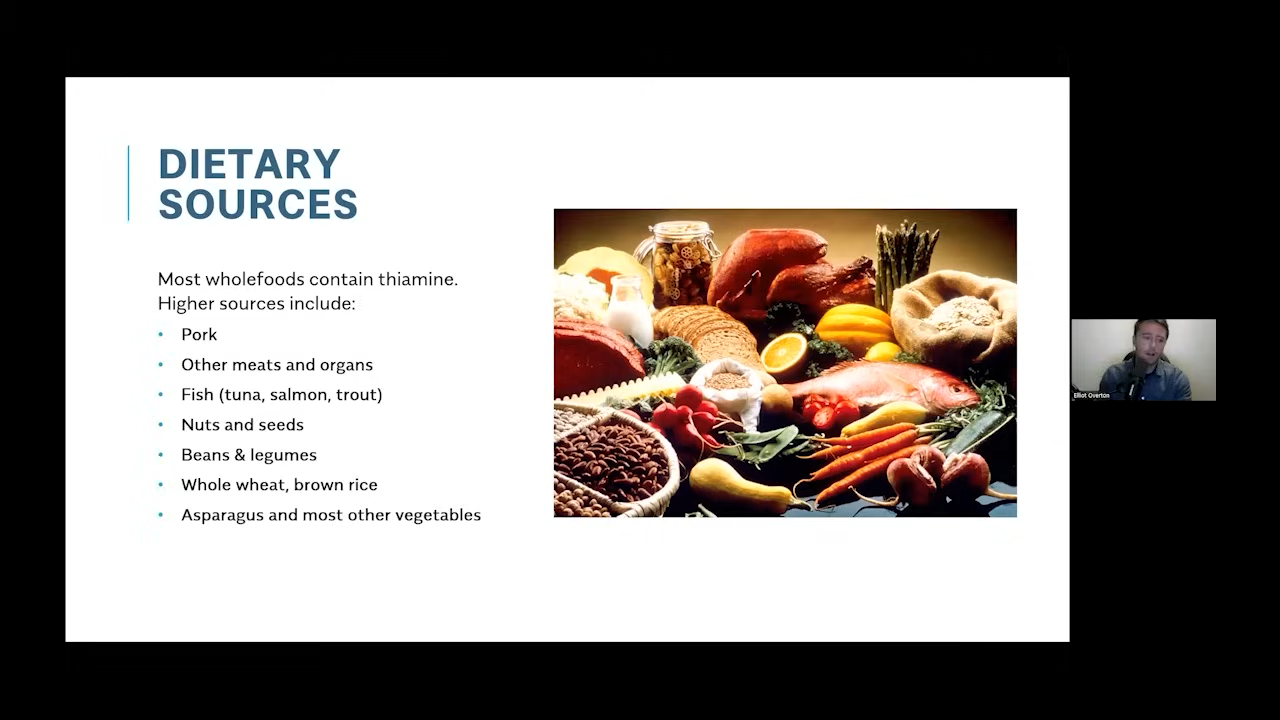 DIETARY
SOURCES
Most wholefoods contain thiamine.
Higher sources include:
• Pork
• Other meats and organs
• Fish (tuna, salmon, trout)
• Nuts and seeds
• Beans & legumes
• Whole wheat, brown rice
• Asparagus and most other vegetables
Elliot Overton